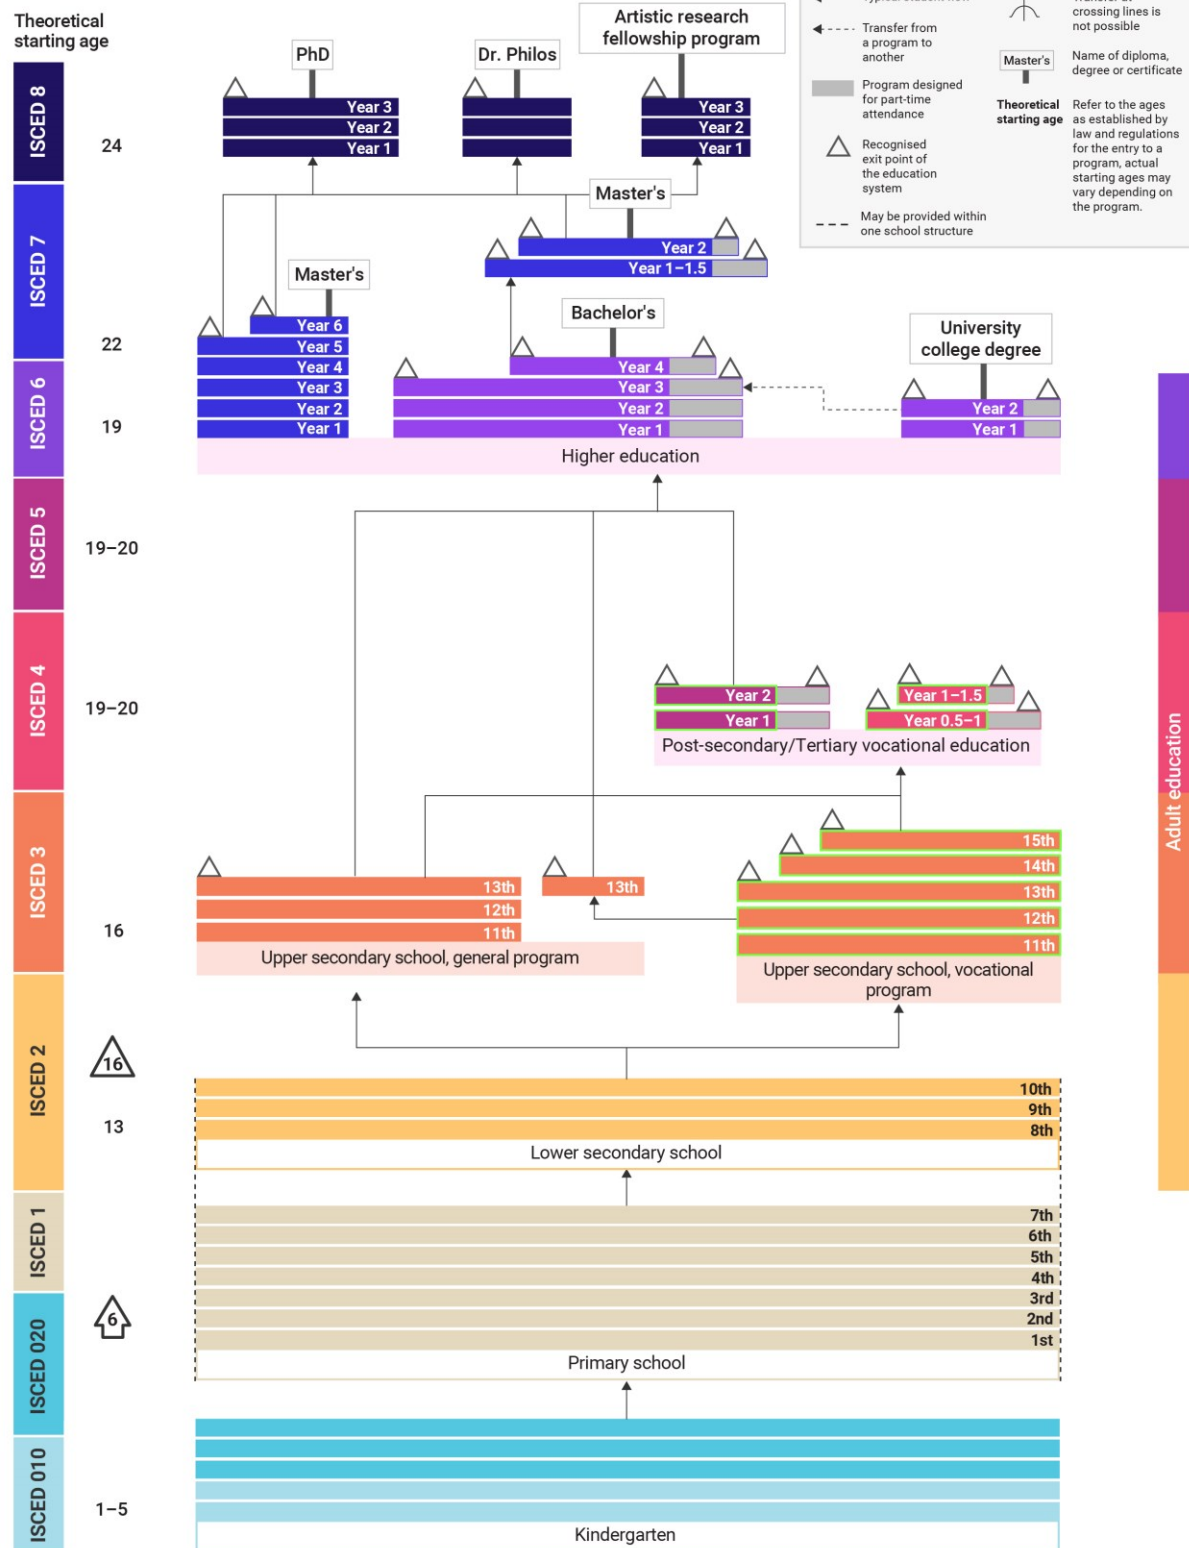 Theoretical
starting age
ISCED 8
ISCED 7
ISCED 6
ISCED 5
ISCED 4
ISCED 3
ISCED 2
ISCED 1
ISCED 020
ISCED 010
24
22
19
19–20
19–20
16
16
13
6
1–5
crossing lines is
not possible
Transfer from
a program to
another
Master's
Name of diploma,
degree or certificate
Program designed
for part-time
attendance
Theoretical
starting age
Refer to the ages
as established by
law and regulations
for the entry to a
program, actual
starting ages may
vary depending on
the program.
Recognised
exit point of
the education
system
May be provided within
one school structure
PhD
Year 3
Year 2
Year 1
Dr. Philos
Artistic research
fellowship program
Year 3
Year 2
Year 1
Master's
Year 2
Year 1–1.5
Master's
Year 6
Year 5
Year 4
Year 3
Year 2
Year 1
Bachelor's
Year 4
Year 3
Year 2
Year 1
University
college degree
Year 2
Year 1
Higher education
Year 2
Year 1
Year 1–1.5
Year 0.5–1
Post-secondary/Tertiary vocational education
13th
12th
11th
13th
Upper secondary school, general program
15th
14th
13th
12th
11th
Upper secondary school, vocational
program
Adult education
10th
9th
8th
Lower secondary school
7th
6th
5th
4th
3rd
2nd
1st
Primary school
Kindergarten